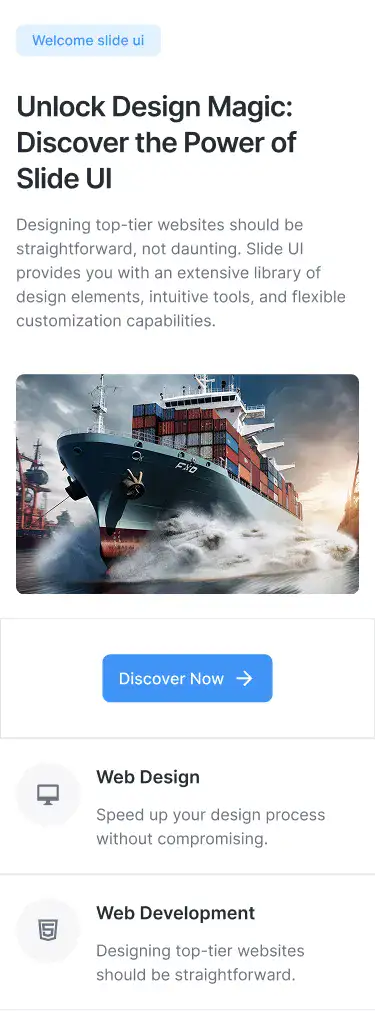 Welcome slide ui
Unlock Design Magic:
Discover the Power of
Slide UI
Designing top-tier websites should be
straightforward, not daunting. Slide UI
provides you with an extensive library of
design elements, intuitive tools, and flexible
customization capabilities.
Discover Now
Web Design
Speed up your design process
without compromising.
Web Development
Designing top-tier websites
should be straightforward.